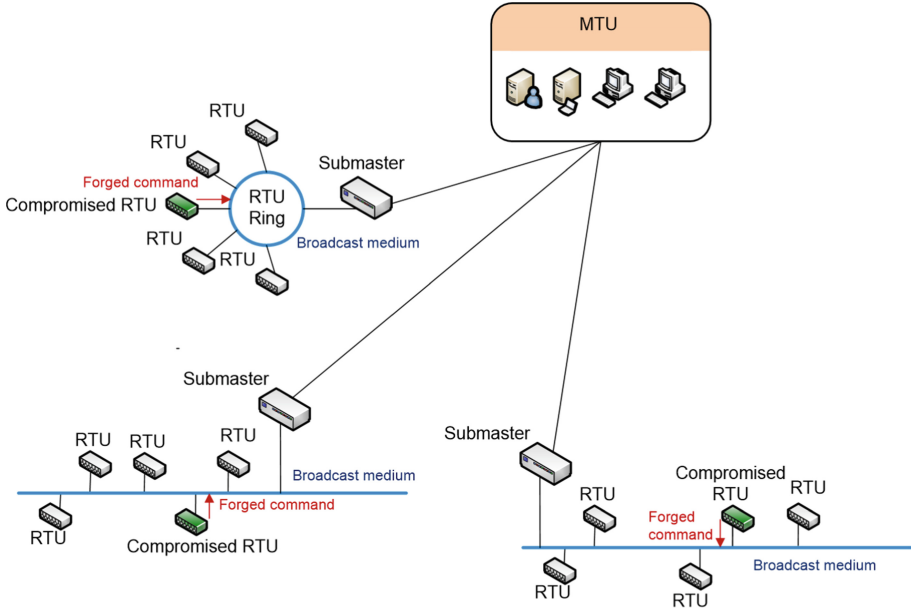 MTU
RTU
RTU
Submaster
Forged command
Compromised RTU
RTU
Ring
RTU
RTU
Broadcast medium
Submaster
RTU
RTU
RTU
Broadcast medium
Forged command
RTU
Compromised RTU
Submaster
Compromised
RTU
RTU
RTU
Forged
command
Broadcast medium
RTU
RTU